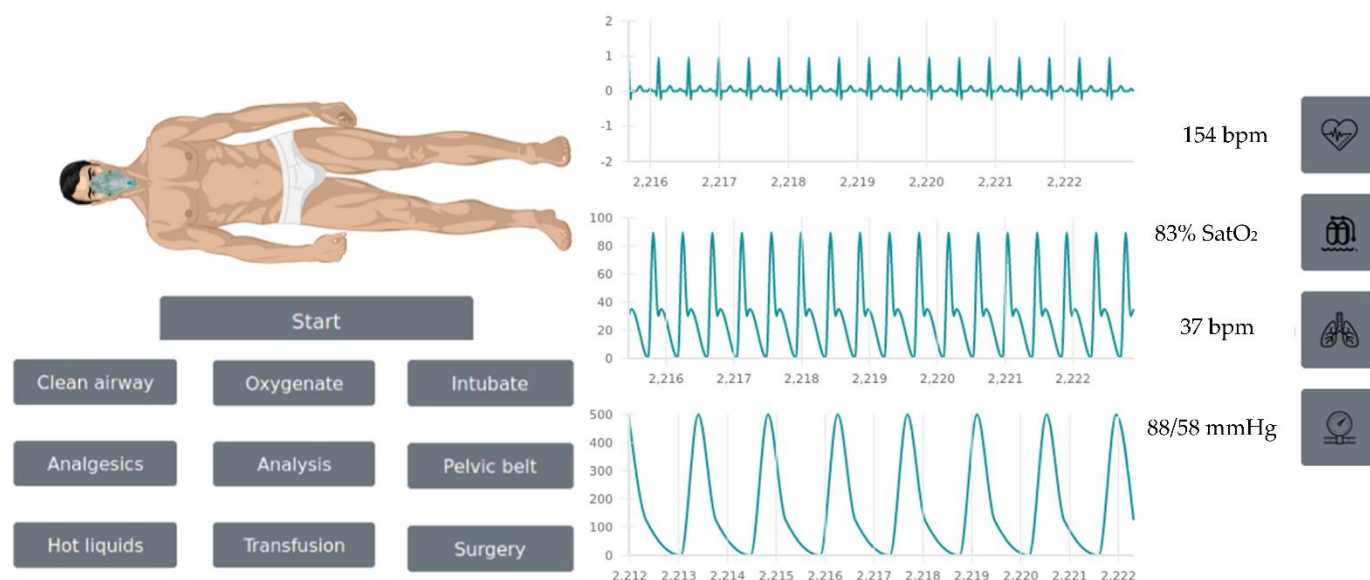 Start
Clean airway
Oxygenate
Intubate
Analgesics
Analysis
Pelvic belt
Hot liquids
Transfusion
Surgery
2
1
0
-1
-2
2,216 2,217 2,218 2,219 2,220 2,221 2,222
100
80
60
40
20
0
2,216 2,217 2,218 2,219 2,220 2,221 2,222
500
400
300
200
100
0
2,212 2,213 2,214 2,215 2,216 2,217 2,218 2,219 2,220 2,221 2,222
154 bpm
83% SatO₂
37 bpm
88/58 mmHg